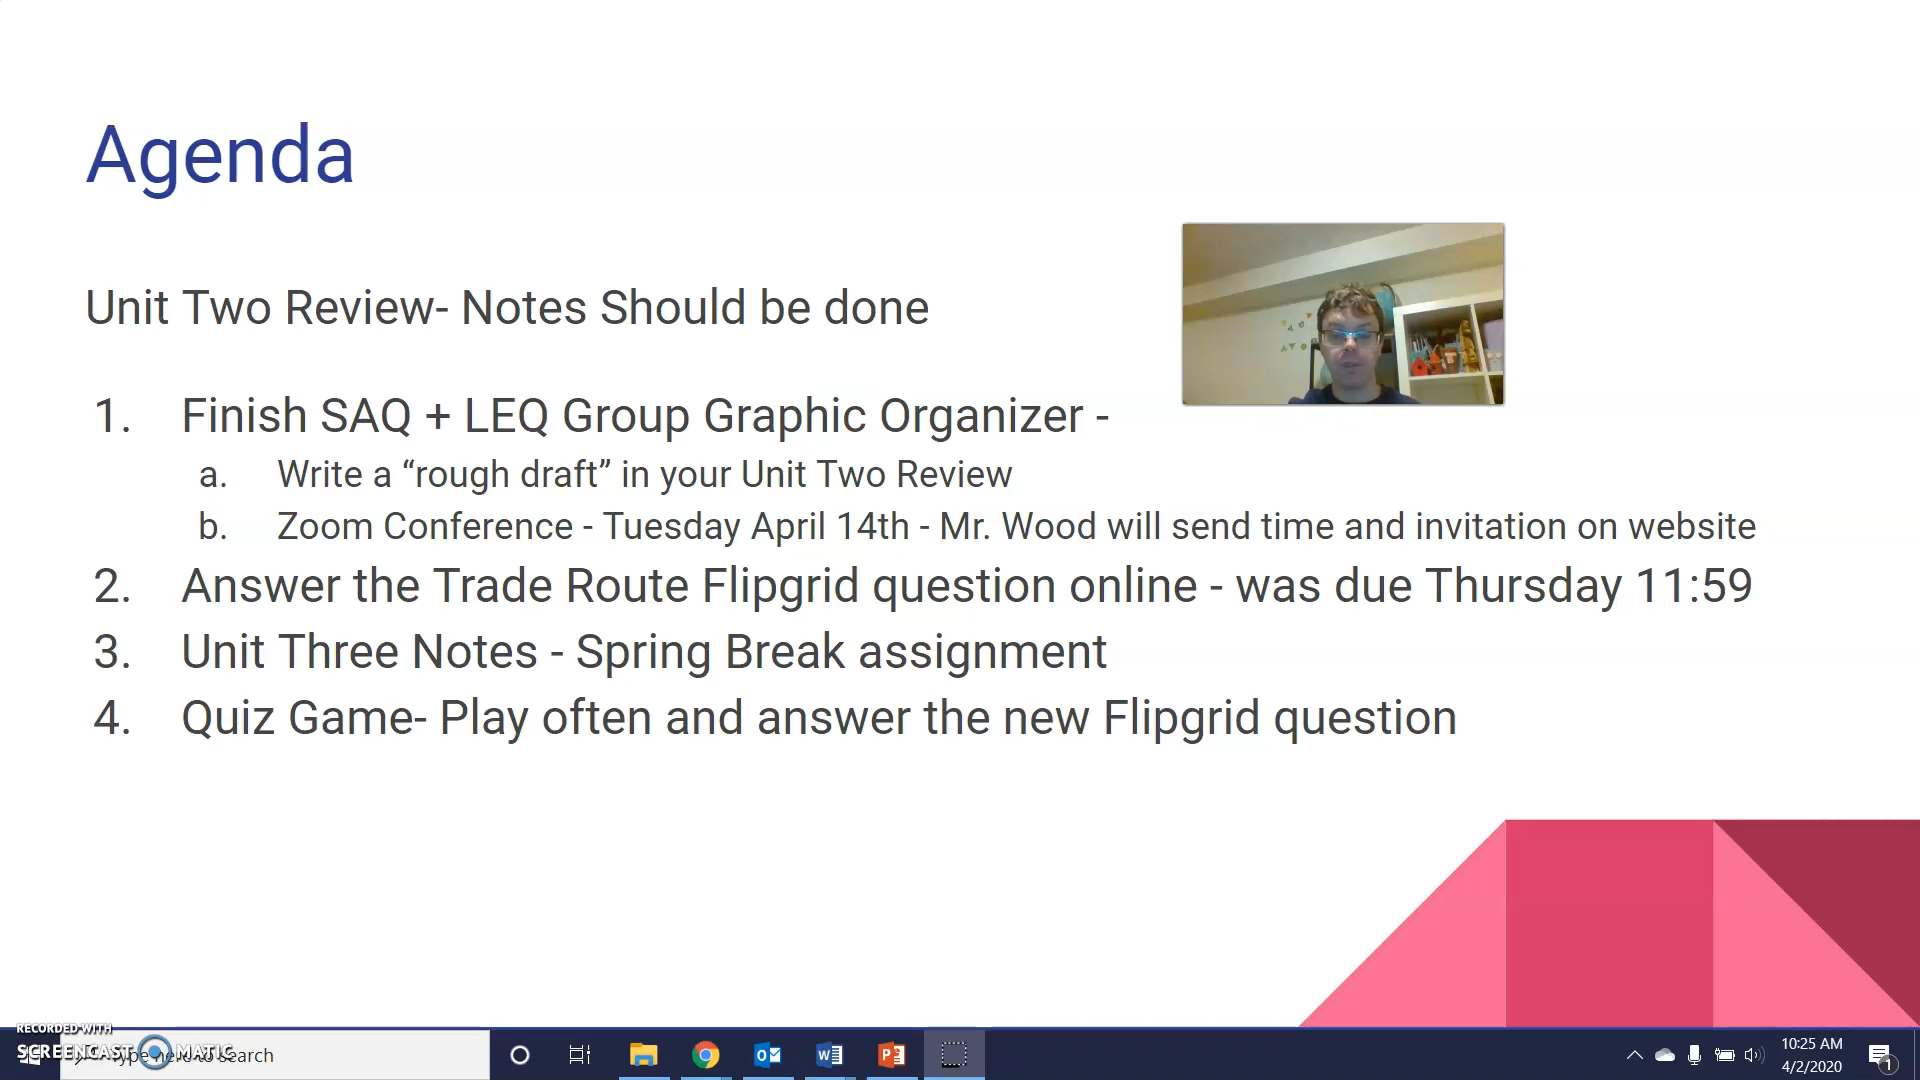 Agenda
Unit Two Review- Notes Should be done
1. Finish SAQ + LEQ Group Graphic Organizer -
a. Write a “rough draft” in your Unit Two Review
b. Zoom Conference - Tuesday April 14th - Mr. Wood will send time and invitation on website
2. Answer the Trade Route Flipgrid question online - was due Thursday 11:59
3. Unit Three Notes - Spring Break assignment
4. Quiz Game- Play often and answer the new Flipgrid question
RECORDED WITH
SCREENCAST MATIC
Type here to search
10:25 AM
4/2/2020
1